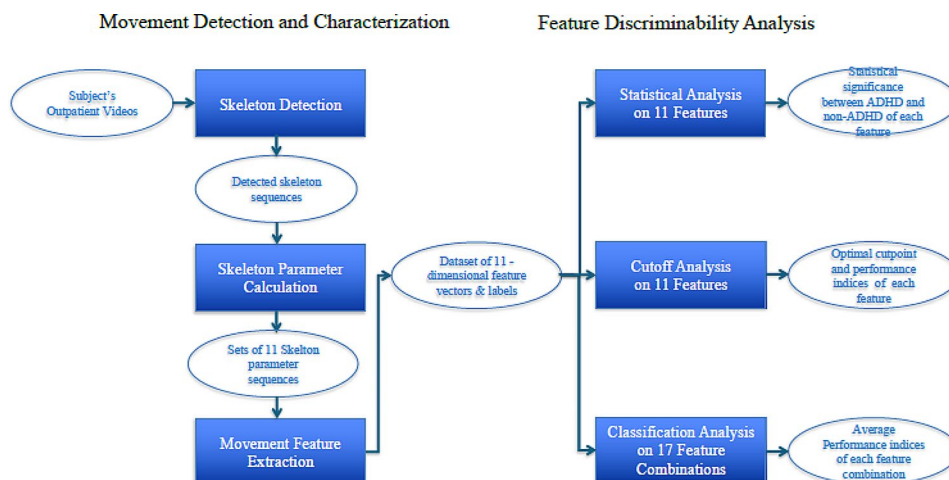 Movement Detection and Characterization
Feature Discriminability Analysis
Subject's
Outpatient Videos
Skeleton Detection
Detected skeleton
sequences
Skeleton Parameter
Calculation
Sets of 11 Skelton
parameter
sequences
Movement Feature
Extraction
Dataset of 11 -
dimensional feature
vectors & labels
Statistical Analysis
on 11 Features
Statistical
significance
between ADHD and
non-ADHD of each
feature
Cutoff Analysis
on 11 Features
Optimal cutpoint
and performance
indices of each
feature
Classification Analysis
on 17 Feature
Combinations
Average
Performance indices
of each feature
combination